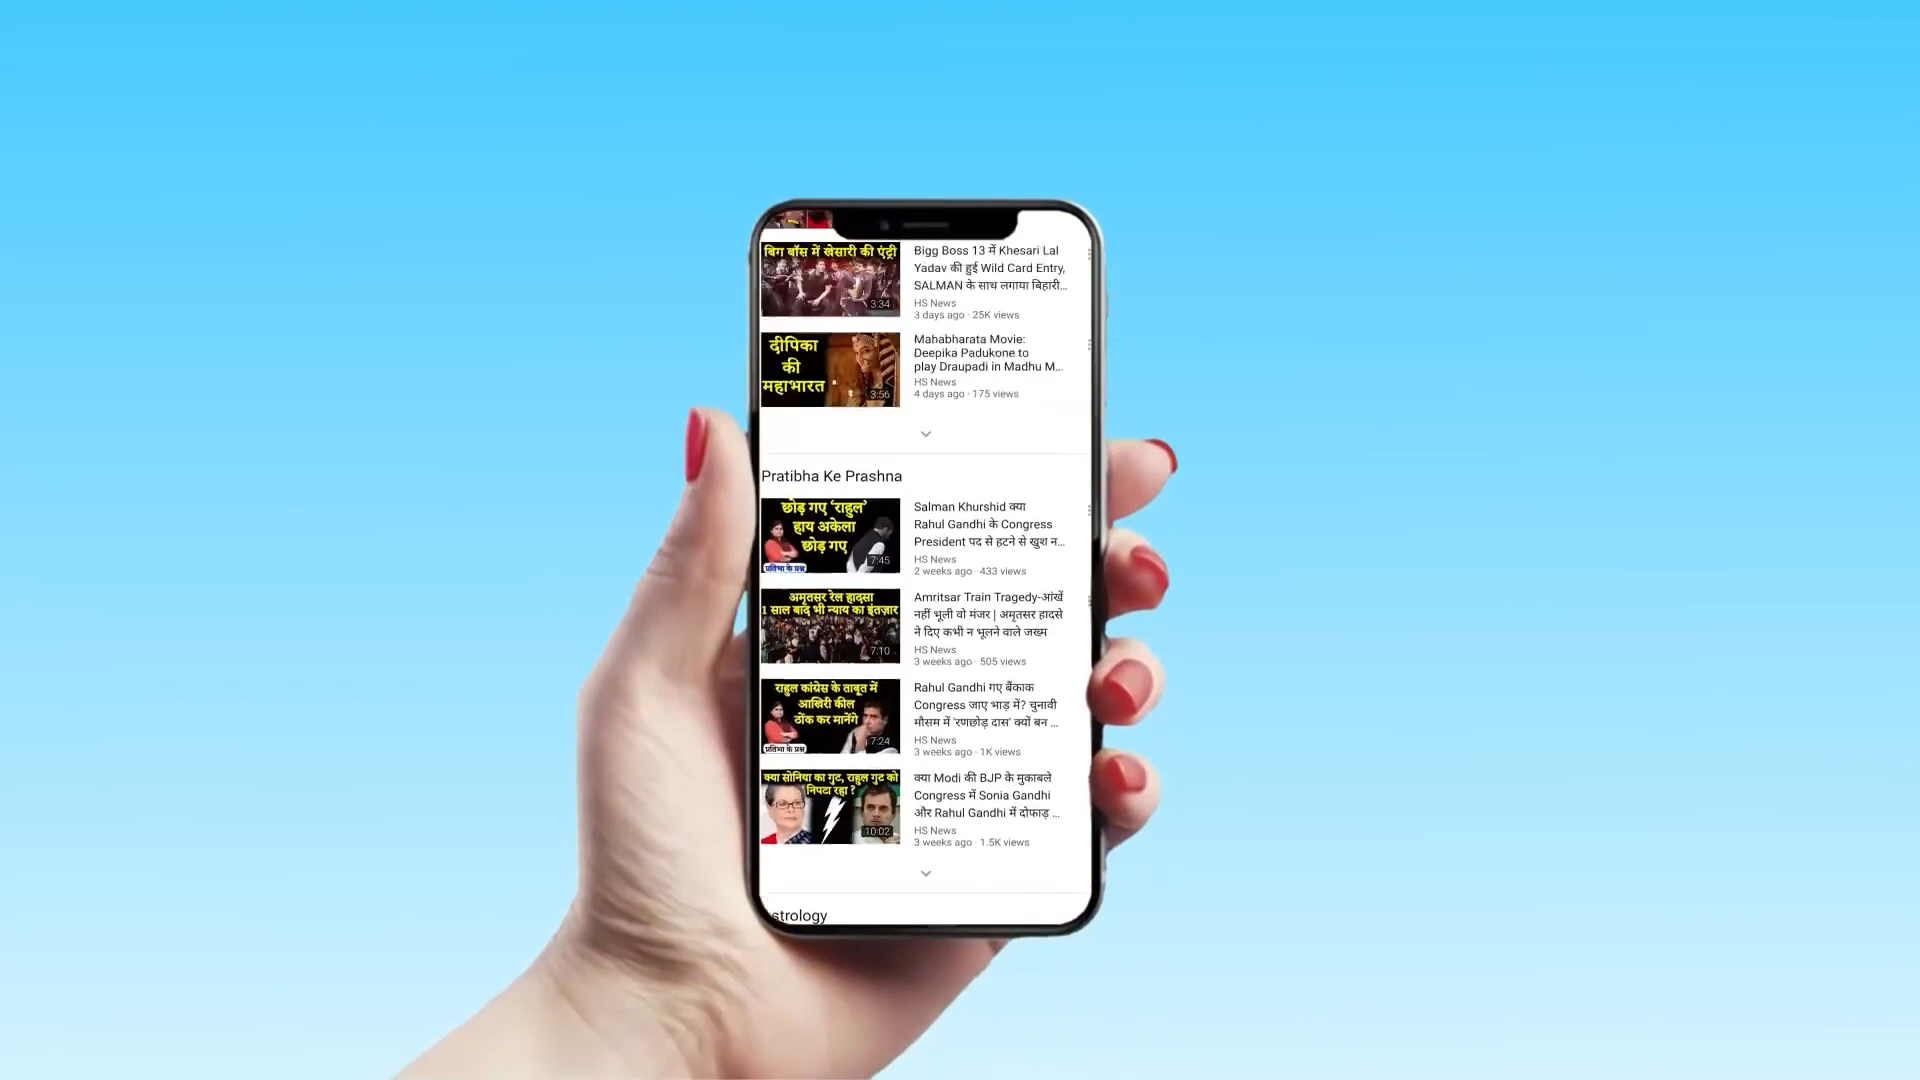 बिग बॉस में खेसारी की एंट्री
3:34
Bigg Boss 13 में Khesari Lal
Yadav की हुई Wild Card Entry,
SALMAN के साथ लगाया बिहारी...
HS News
3 days ago · 25K views
दीपिका
की
महाभारत
3:56
Mahabharata Movie:
Deepika Padukone to
play Draupadi in Madhu M...
HS News
4 days ago · 175 views
Pratibha Ke Prashna
छोड़ गए 'राहुल'
हाय अकेला
छोड़ गए
प्रतिभा के प्रश्न
7:45
Salman Khurshid क्या
Rahul Gandhi के Congress
President पद से हटने से खुश न...
HS News
2 weeks ago · 433 views
अमृतसर रेल हादसा
1 साल बाद भी न्याय का इंतज़ार
7:10
Amritsar Train Tragedy-आंखें
नहीं भूली वो मंजर | अमृतसर हादसे
ने दिए कभी न भूलने वाले जख्म
HS News
3 weeks ago · 505 views
राहुल कांग्रेस के ताबूत में
आखिरी कील
ठोंक कर मानेंगे
प्रतिभा के प्रश्न
7:24
Rahul Gandhi गए बैंकाक
Congress जाए भाड़ में? चुनावी
मौसम में 'रणछोड़ दास' क्यों बन ...
HS News
3 weeks ago · 1K views
क्या सोनिया का गुट, राहुल गुट को
निपटा रहा ?
10:02
क्या Modi की BJP के मुकाबले
Congress में Sonia Gandhi
और Rahul Gandhi में दोफाड़ ...
HS News
3 weeks ago · 1.5K views
strology